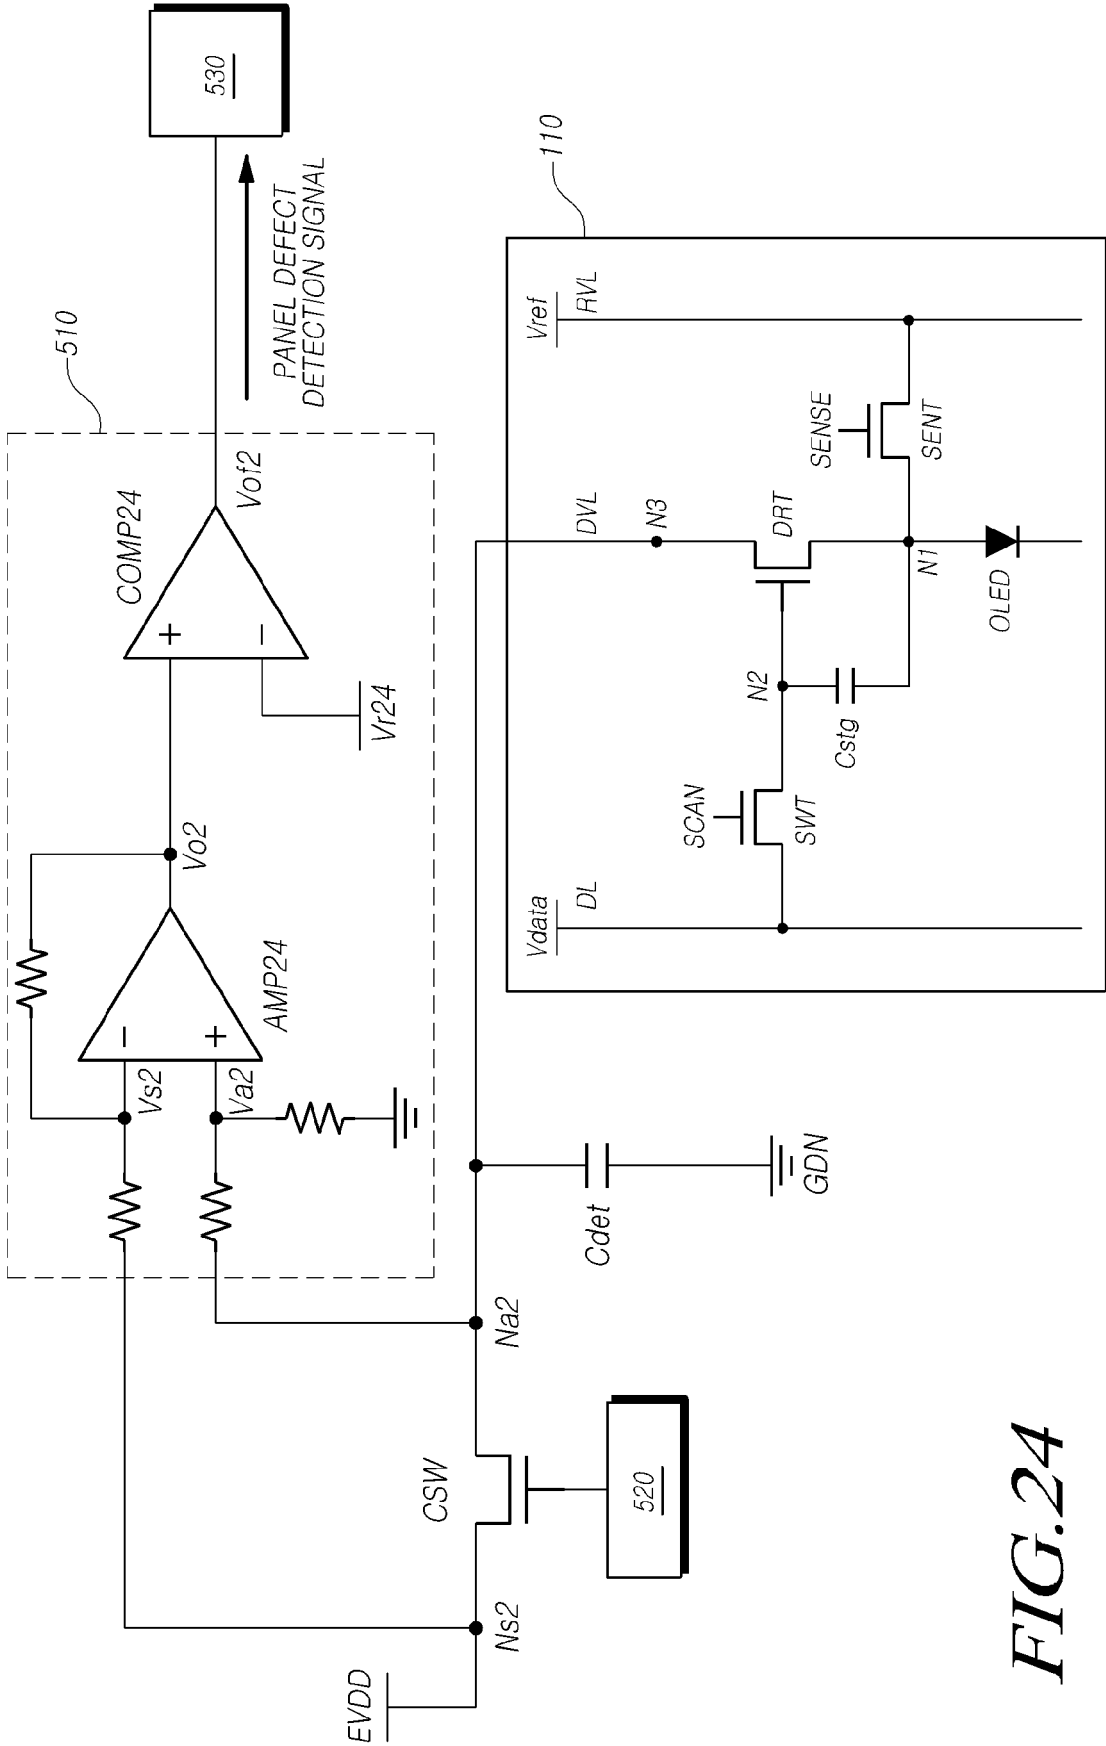 510
COMP24
+
−
Vof2
Vr24
530
PANEL DEFECT
DETECTION SIGNAL
−
+
AMP24
Vo2
Vs2
Va2
EVDD
Ns2
CSW
520
Na2
Cdet
GDN
110
Vdata
DL
SCAN
SWT
N2
Cstg
DVL
N3
DRT
N1
OLED
SENSE
SENT
Vref
RVL
FIG.24